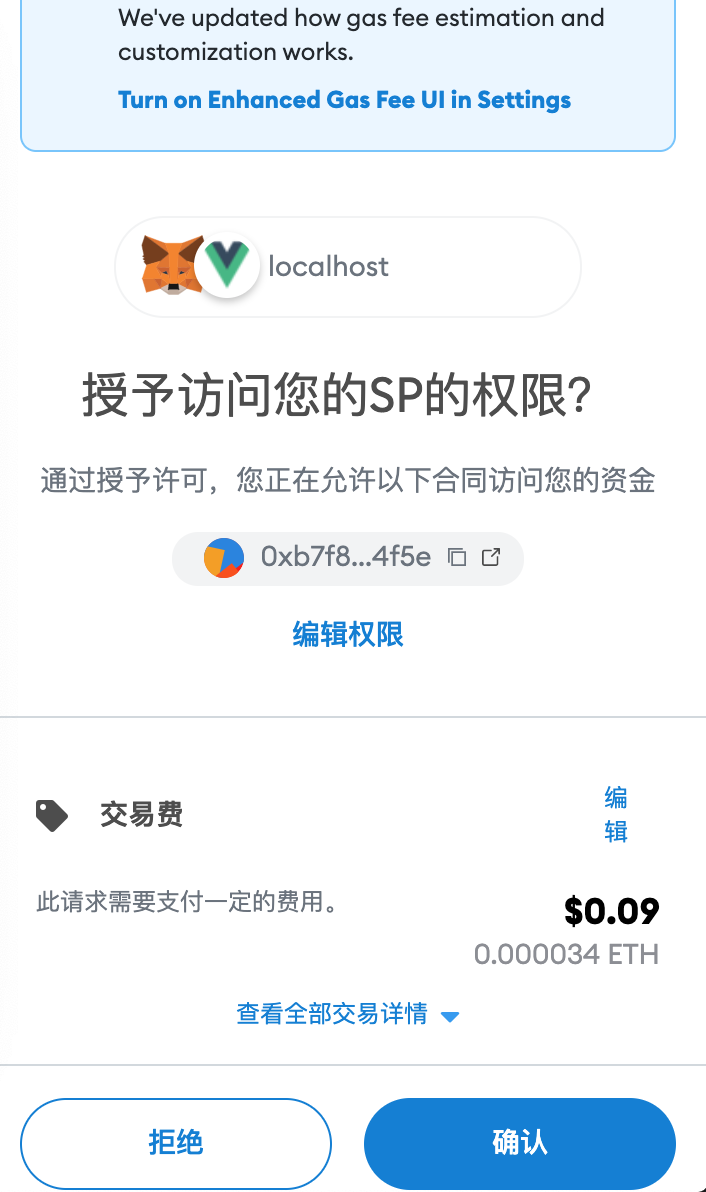 We've updated how gas fee estimation and
customization works.
Turn on Enhanced Gas Fee UI in Settings
localhost
授予访问您的SP的权限?
通过授予许可，您正在允许以下合同访问您的资金
0xb7f8...4f5e
编辑权限
交易费
编
辑
此请求需要支付一定的费用。
$0.09
0.000034 ETH
查看全部交易详情
拒绝
确认